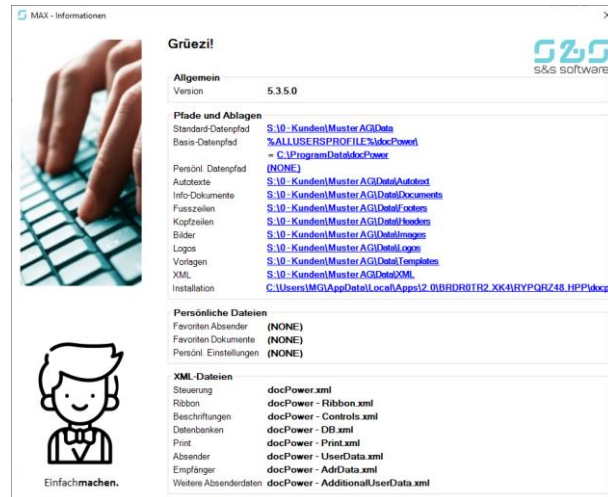 MAX - Informationen
Grüezi!
S&S
s&s software
Allgemein
Version 5.3.5.0
Pfade und Ablagen
Standard-Datenpfad S:\0 - Kunden\Muster AG\Data
Basis-Datenpfad %ALLUSERSPROFILE%\docPower\
= C:\ProgramData\docPower
Persönl. Datenpfad (NONE)
Autotexte S:\0 - Kunden\Muster AG\Data\Autotext
Info-Dokumente S:\0 - Kunden\Muster AG\Data\Documents
Fusszeilen S:\0 - Kunden\Muster AG\Data\Footers
Kopfzeilen S:\0 - Kunden\Muster AG\Data\Headers
Bilder S:\0 - Kunden\Muster AG\Data\Images
Logos S:\0 - Kunden\Muster AG\Data\Logos
Vorlagen S:\0 - Kunden\Muster AG\Data\Templates
XML S:\0 - Kunden\Muster AG\Data\XML
Installation C:\Users\MG\AppData\Local\Apps\2.0\BRDR0TR2.XK4\RYPQRZ48.HPP\docp
Persönliche Dateien
Favoriten Absender (NONE)
Favoriten Dokumente (NONE)
Persönl. Einstellungen (NONE)
XML-Dateien
Steuerung docPower.xml
Ribbon docPower - Ribbon.xml
Beschriftungen docPower - Controls.xml
Datenbanken docPower - DB.xml
Print docPower - Print.xml
Absender docPower - UserData.xml
Empfänger docPower - AdrData.xml
Weitere Absenderdaten docPower - AdditionalUserData.xml
Einfachmachen.